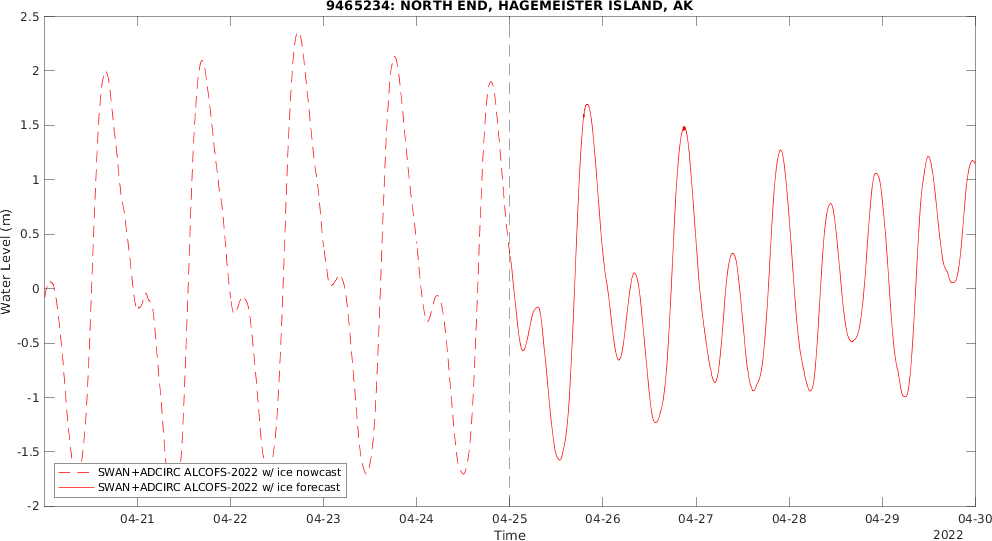 9465234: NORTH END, HAGEMEISTER ISLAND, AK
2.5
2
1.5
1
0.5
0
-0.5
-1
-1.5
-2
Water Level (m)
SWAN+ADCIRC ALCOFS-2022 w/ ice nowcast
SWAN+ADCIRC ALCOFS-2022 w/ ice forecast
04-21 04-22 04-23 04-24 04-25 04-26 04-27 04-28 04-29 04-30
Time
2022